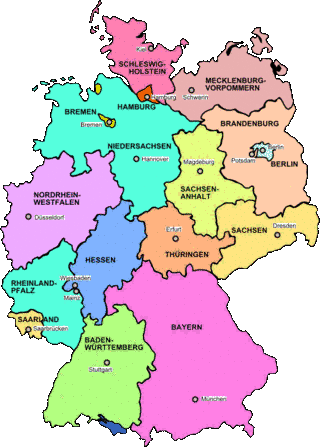 Kiel
SCHLESWIG-
HOLSTEIN
MECKLENBURG-
VORPOMMERN
Hamburg
Schwerin
HAMBURG
BREMEN
Bremen
BRANDENBURG
NIEDERSACHSEN
Hannover
Magdeburg
Berlin
Potsdam
BERLIN
SACHSEN-
ANHALT
NORDRHEIN-
WESTFALEN
Düsseldorf
Erfurt
SACHSEN
Dresden
THÜRINGEN
HESSEN
RHEINLAND-
PFALZ
Wiesbaden
Mainz
SAARLAND
Saarbrücken
BADEN-
WÜRTTEMBERG
Stuttgart
BAYERN
München